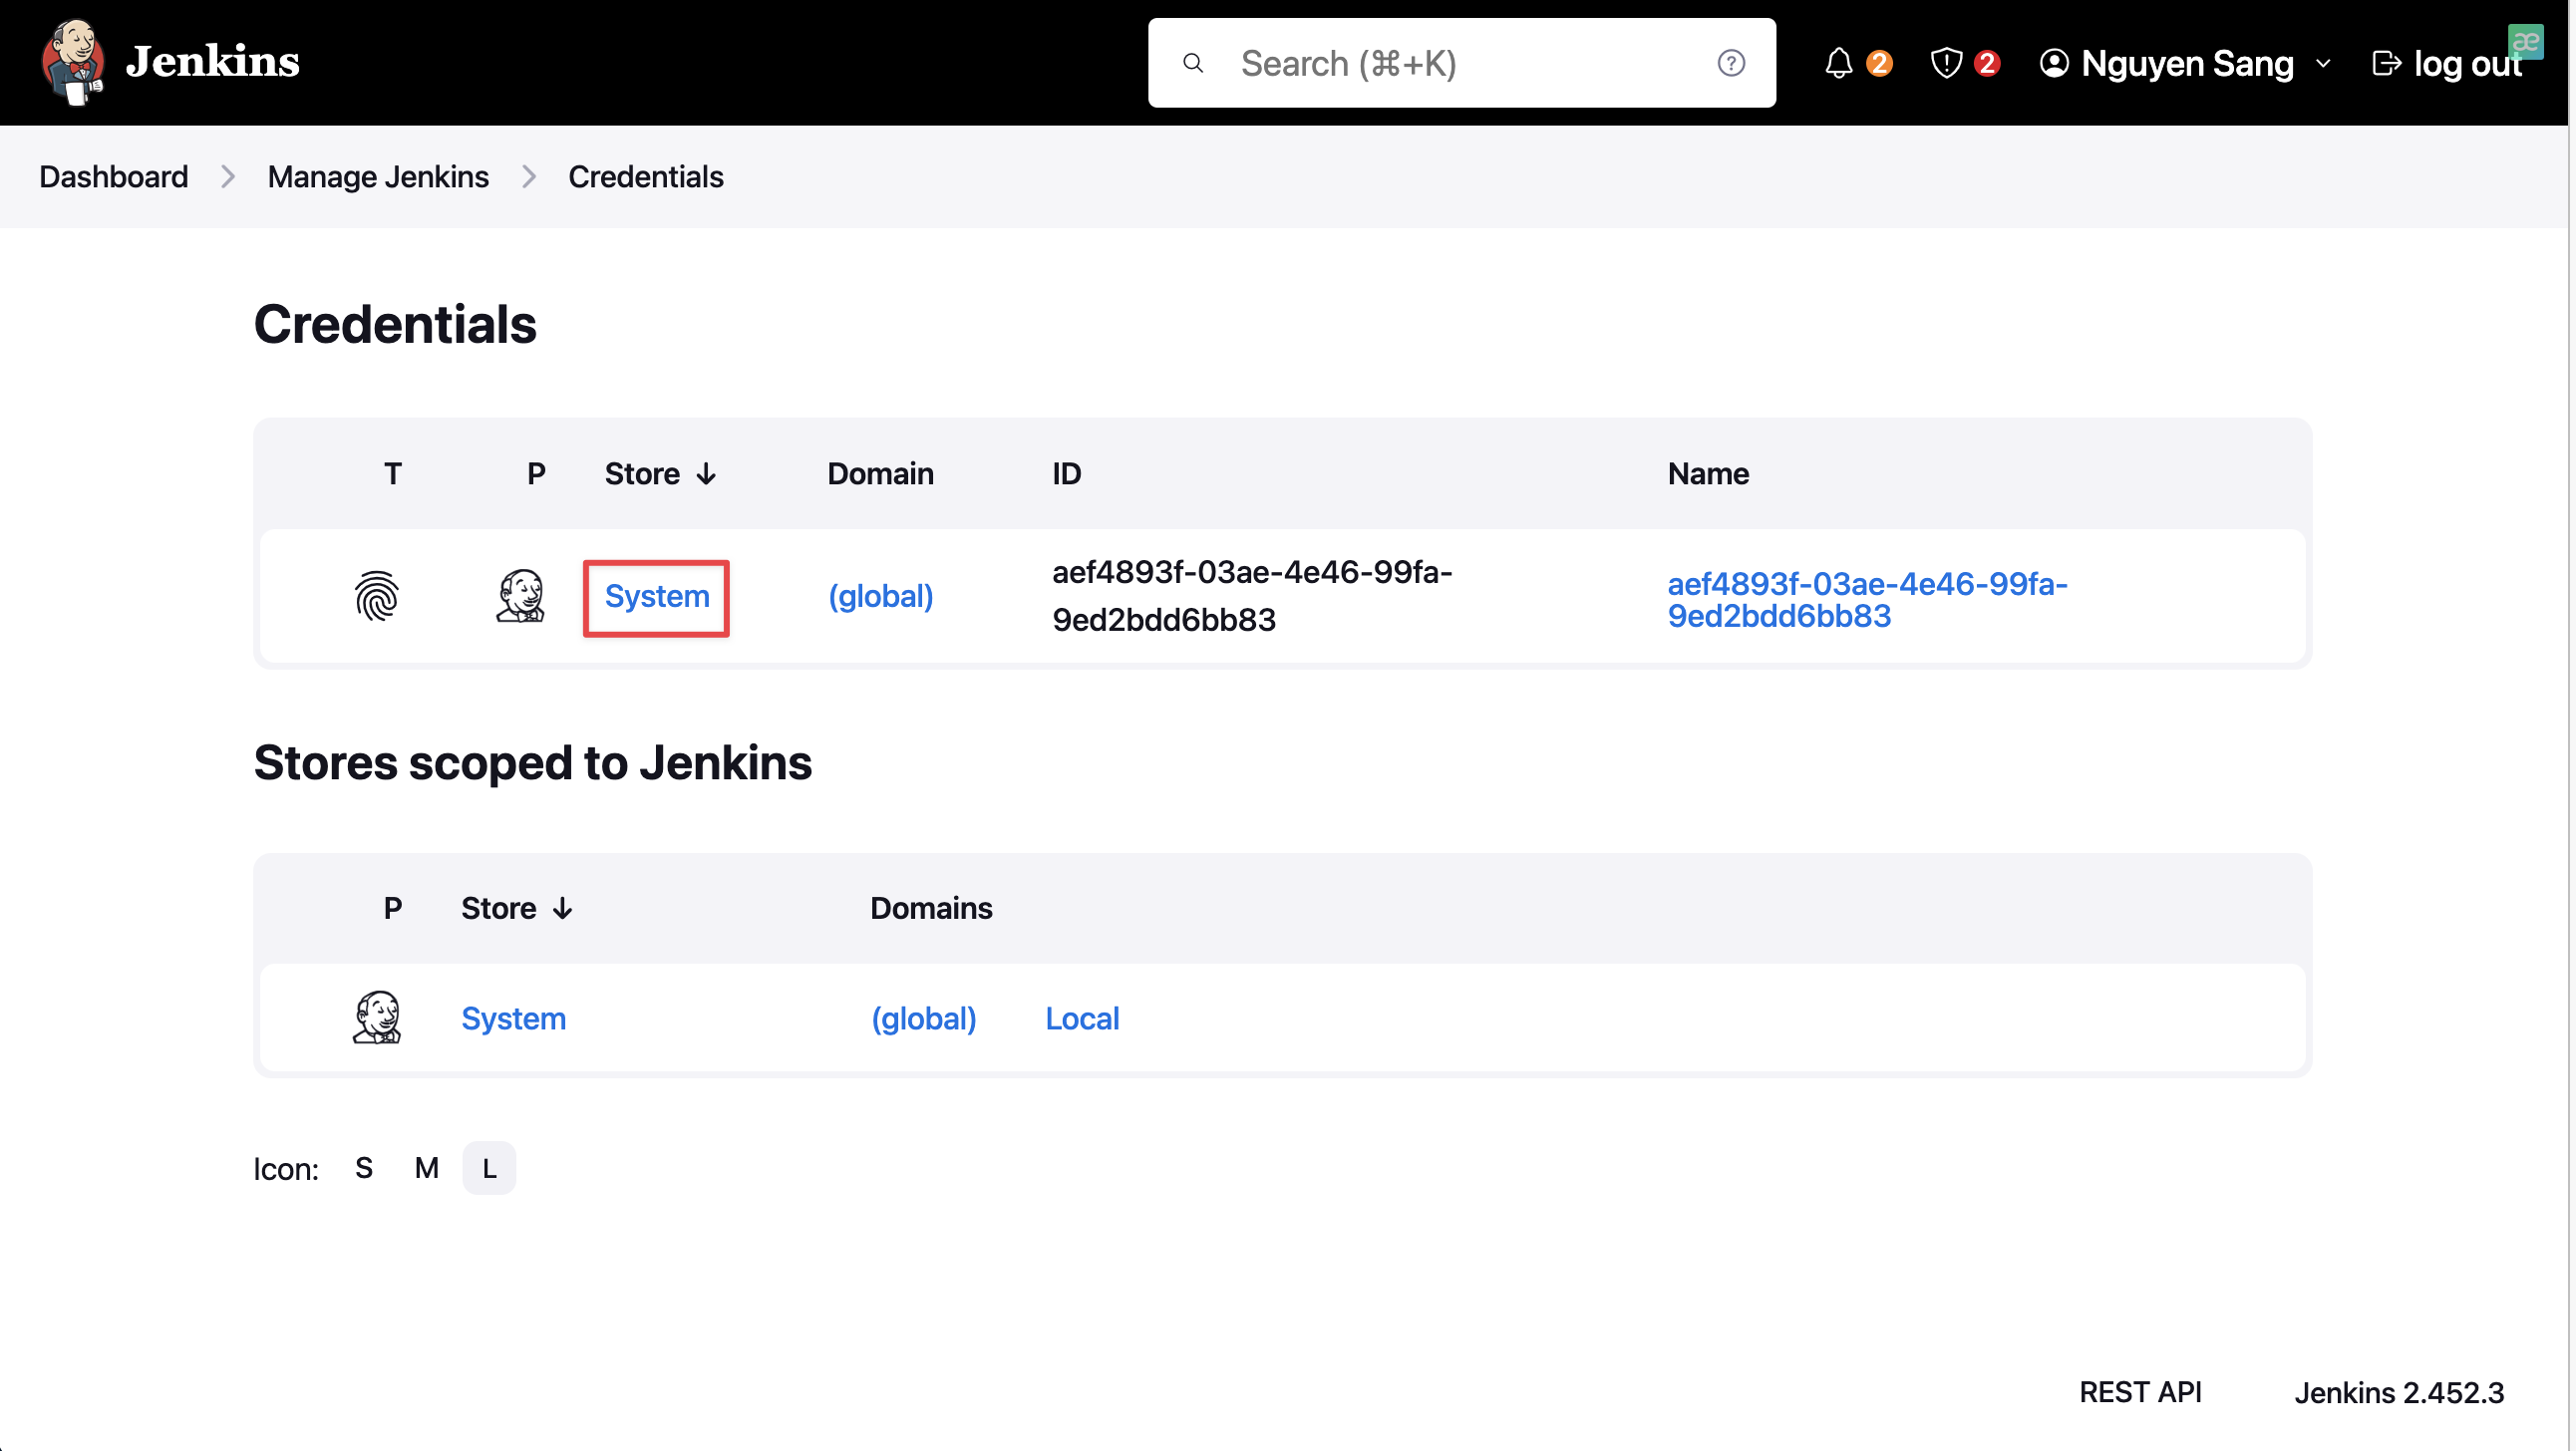 Jenkins
Search (⌘+K)
2
2
Nguyen Sang
log out
æ
Dashboard
Manage Jenkins
Credentials
Credentials
T P Store ↓ Domain ID Name
System (global) aef4893f-03ae-4e46-99fa-
9ed2bdd6bb83
aef4893f-03ae-4e46-99fa-
9ed2bdd6bb83
Stores scoped to Jenkins
P Store ↓ Domains
System (global) Local
Icon: S M L
REST API Jenkins 2.452.3